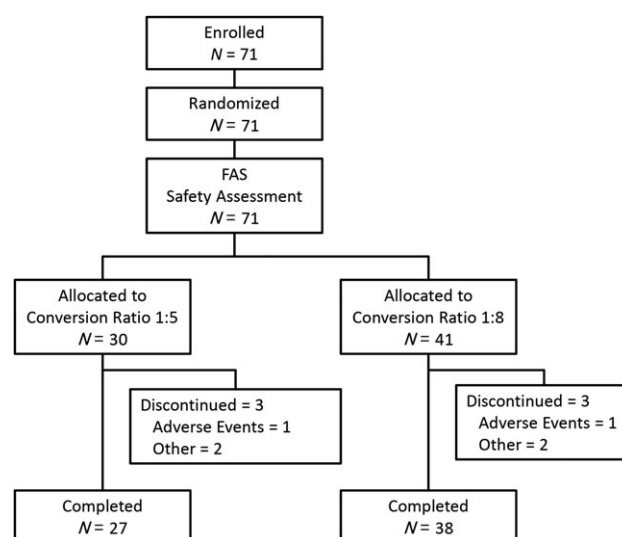 Enrolled
N = 71
Randomized
N = 71
FAS
Safety Assessment
N = 71
Allocated to
Conversion Ratio 1:5
N = 30
Allocated to
Conversion Ratio 1:8
N = 41
Discontinued = 3
Adverse Events = 1
Other = 2
Discontinued = 3
Adverse Events = 1
Other = 2
Completed
N = 27
Completed
N = 38